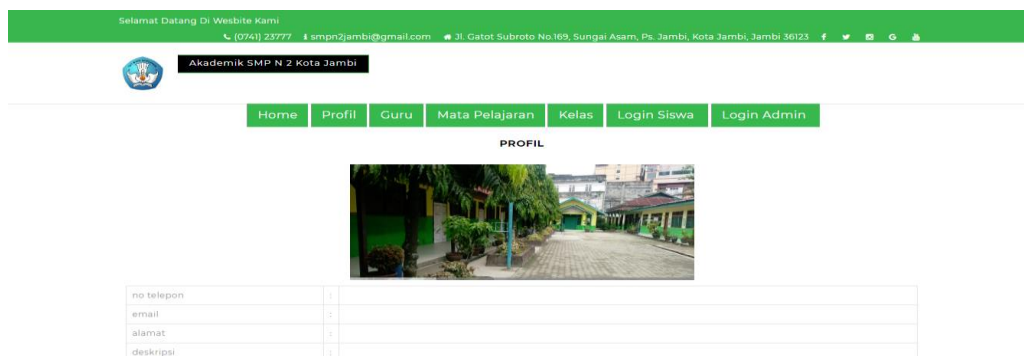 Selamat Datang Di Wesbite Kami
(0741) 23777 smpn2jambi@gmail.com Jl. Gatot Subroto No.169, Sungai Asam, Ps. Jambi, Kota Jambi, Jambi 36123
Akademik SMP N 2 Kota Jambi
Home Profil Guru Mata Pelajaran Kelas Login Siswa Login Admin
PROFIL
no telepon :
email :
alamat :
deskripsi :